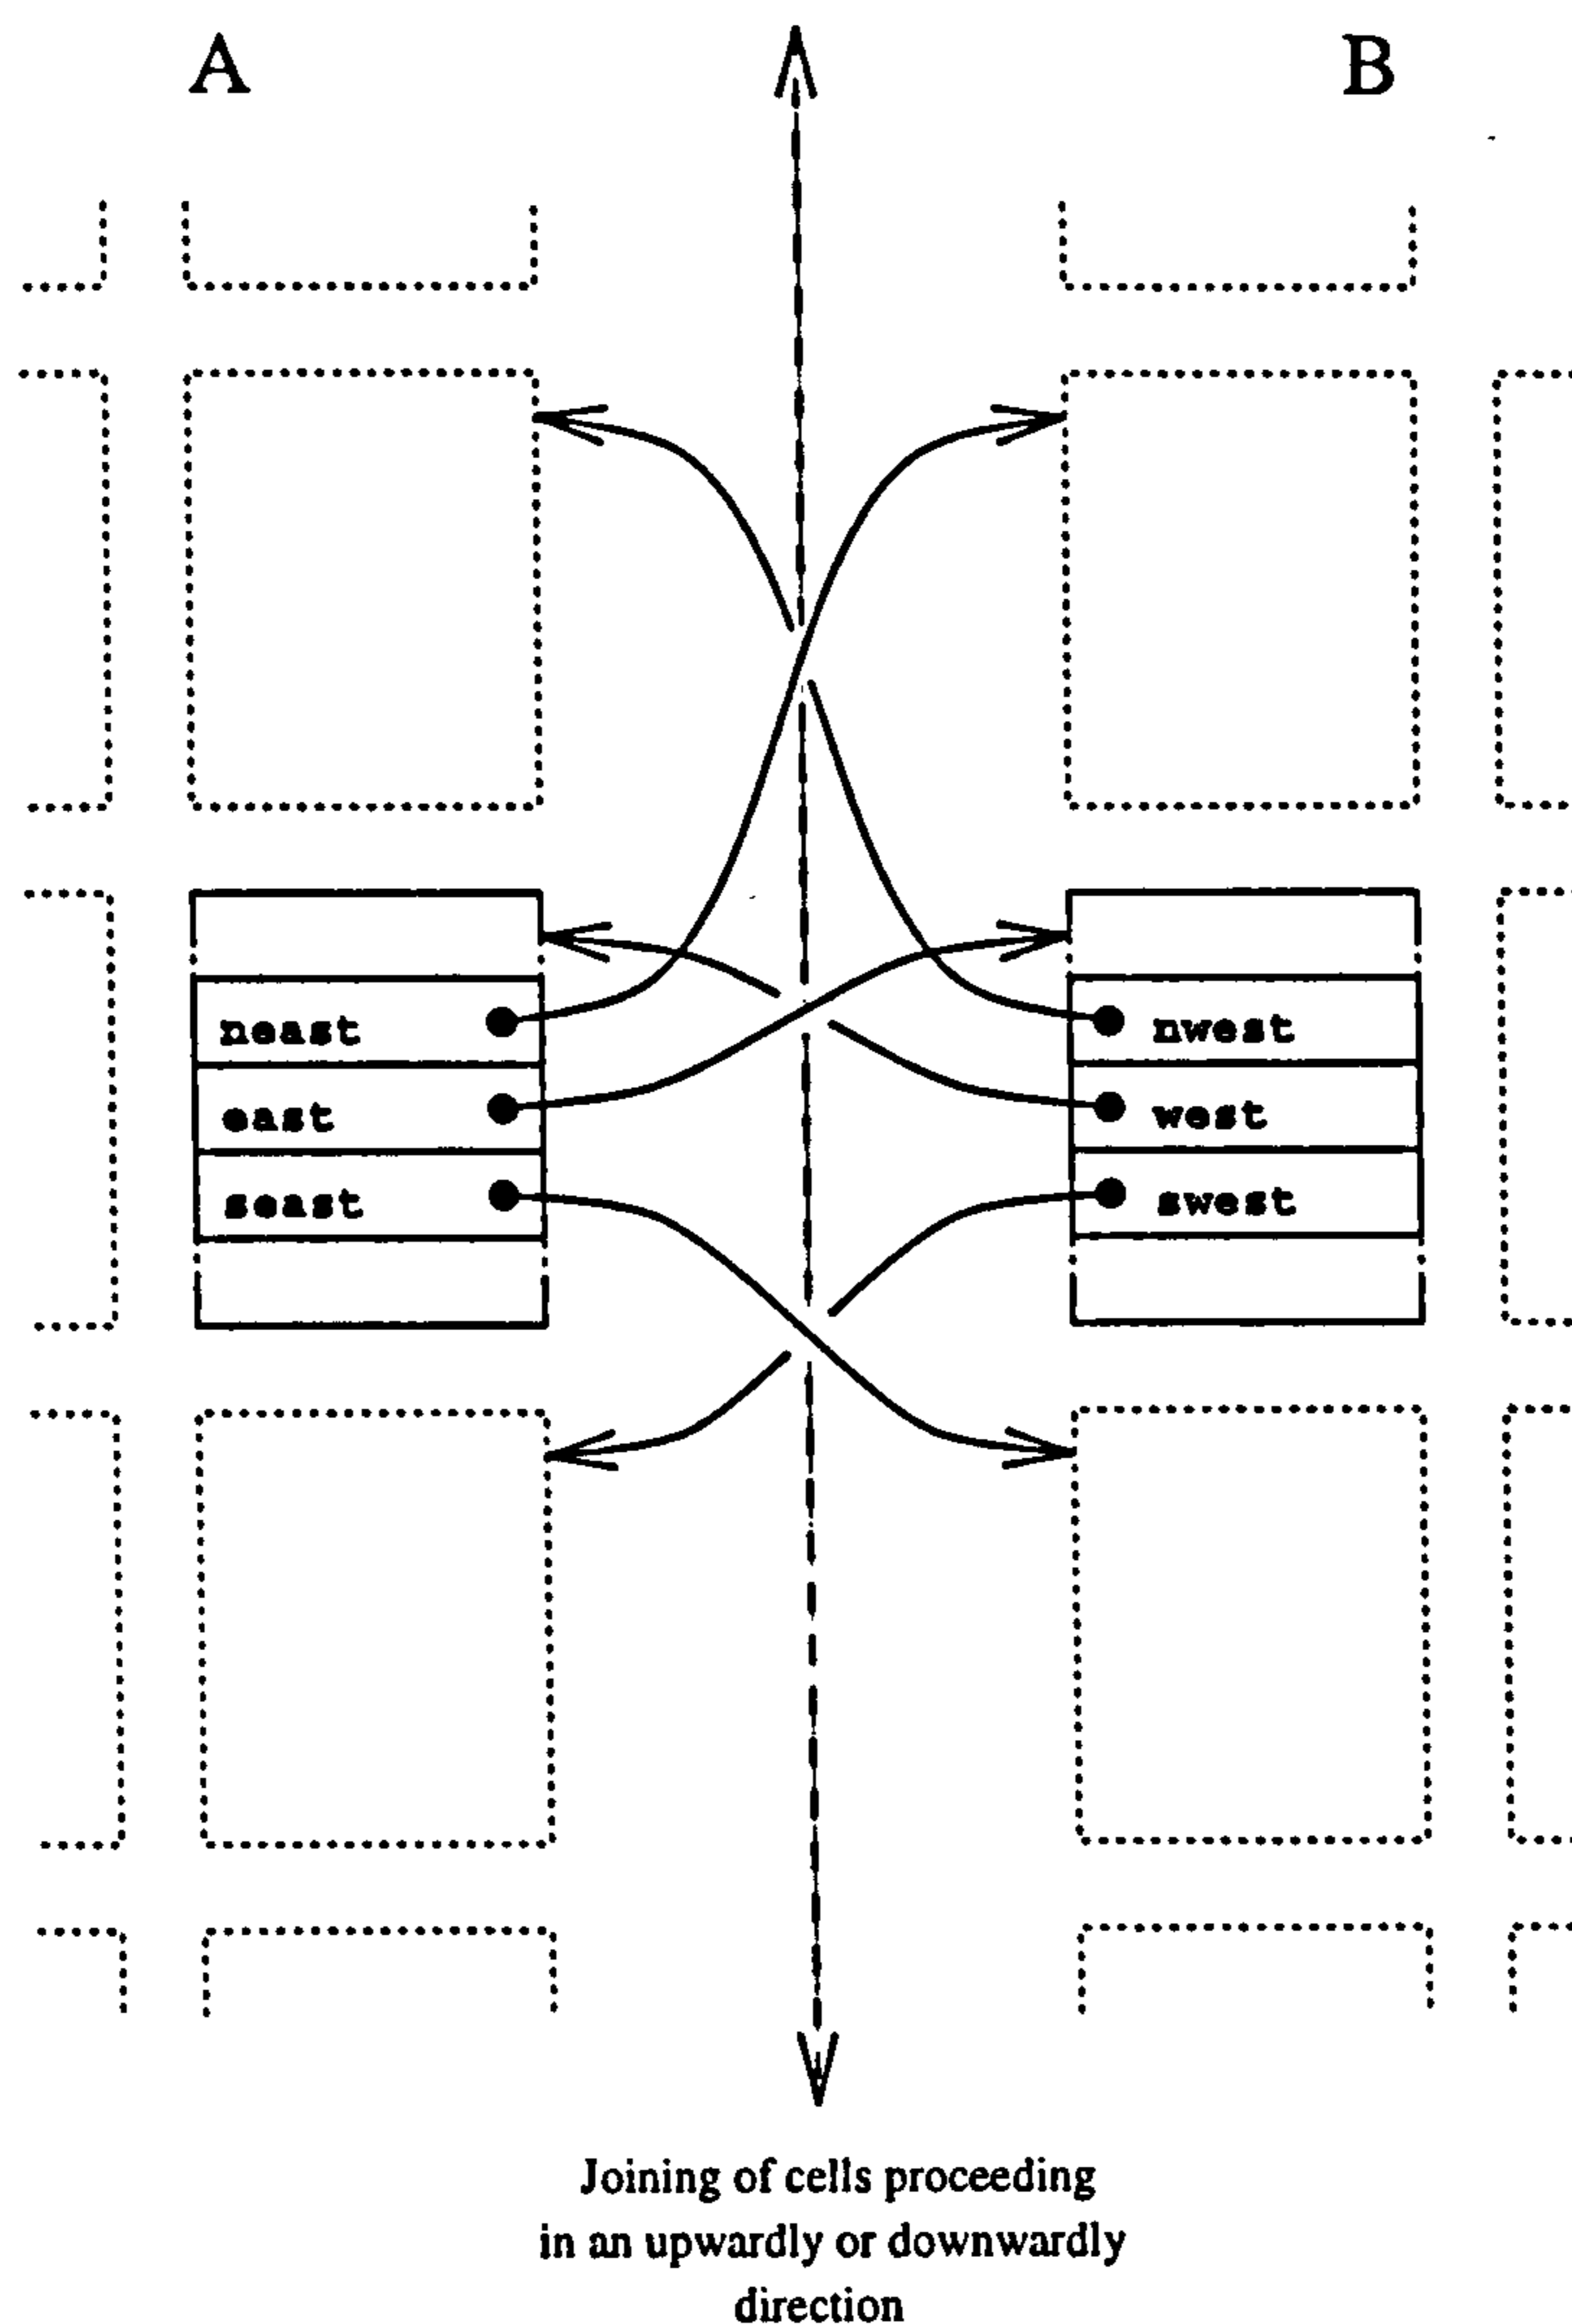 A
B
neast
nwest
east
west
seast
swest
Joining of cells proceeding
in an upwardly or downwardly
direction